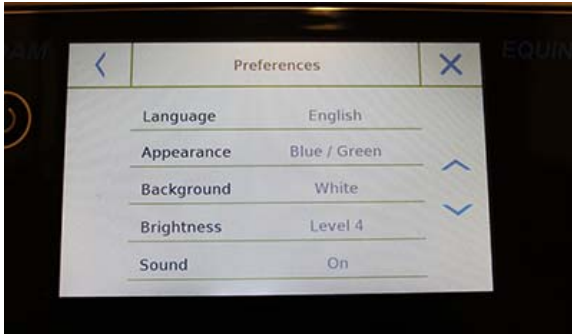 Preferences
Language English
Appearance Blue / Green
Background White
Brightness Level 4
Sound On